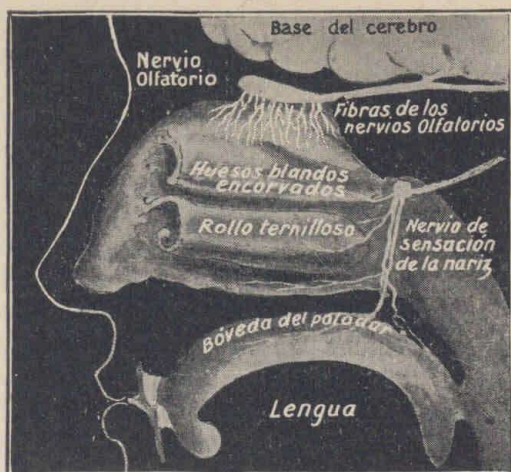 Base del cerebro
Nervio
Olfatorio
Fibras de los
nervios Olfatorios
Huesos blandos
encorvados
Rollo ternilloso
Nervio de
sensación
de la nariz
Bóveda del paladar
Lengua